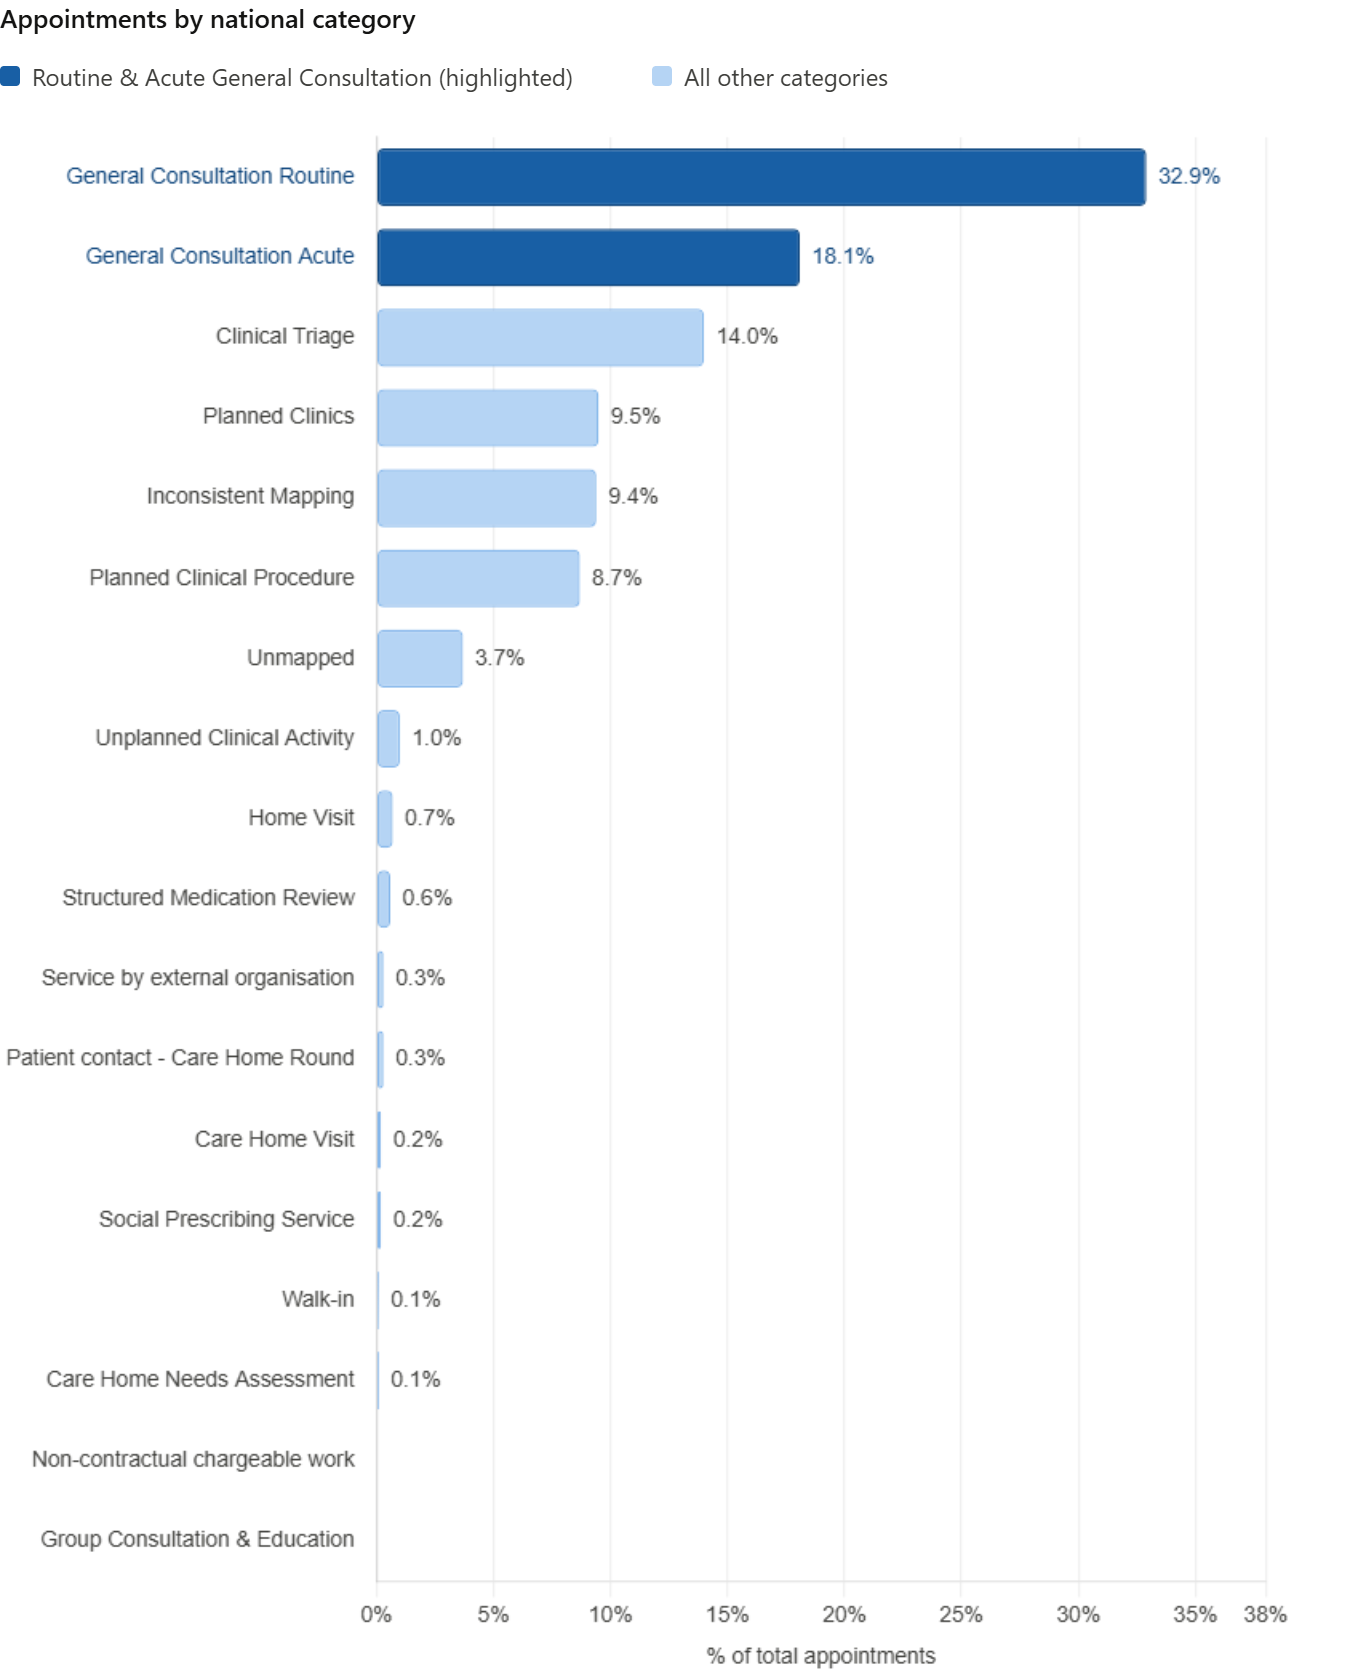 Appointments by national category
Routine & Acute General Consultation (highlighted) All other categories
General Consultation Routine 32.9%
General Consultation Acute 18.1%
Clinical Triage 14.0%
Planned Clinics 9.5%
Inconsistent Mapping 9.4%
Planned Clinical Procedure 8.7%
Unmapped 3.7%
Unplanned Clinical Activity 1.0%
Home Visit 0.7%
Structured Medication Review 0.6%
Service by external organisation 0.3%
Patient contact - Care Home Round 0.3%
Care Home Visit 0.2%
Social Prescribing Service 0.2%
Walk-in 0.1%
Care Home Needs Assessment 0.1%
Non-contractual chargeable work
Group Consultation & Education
0% 5% 10% 15% 20% 25% 30% 35% 38%
% of total appointments